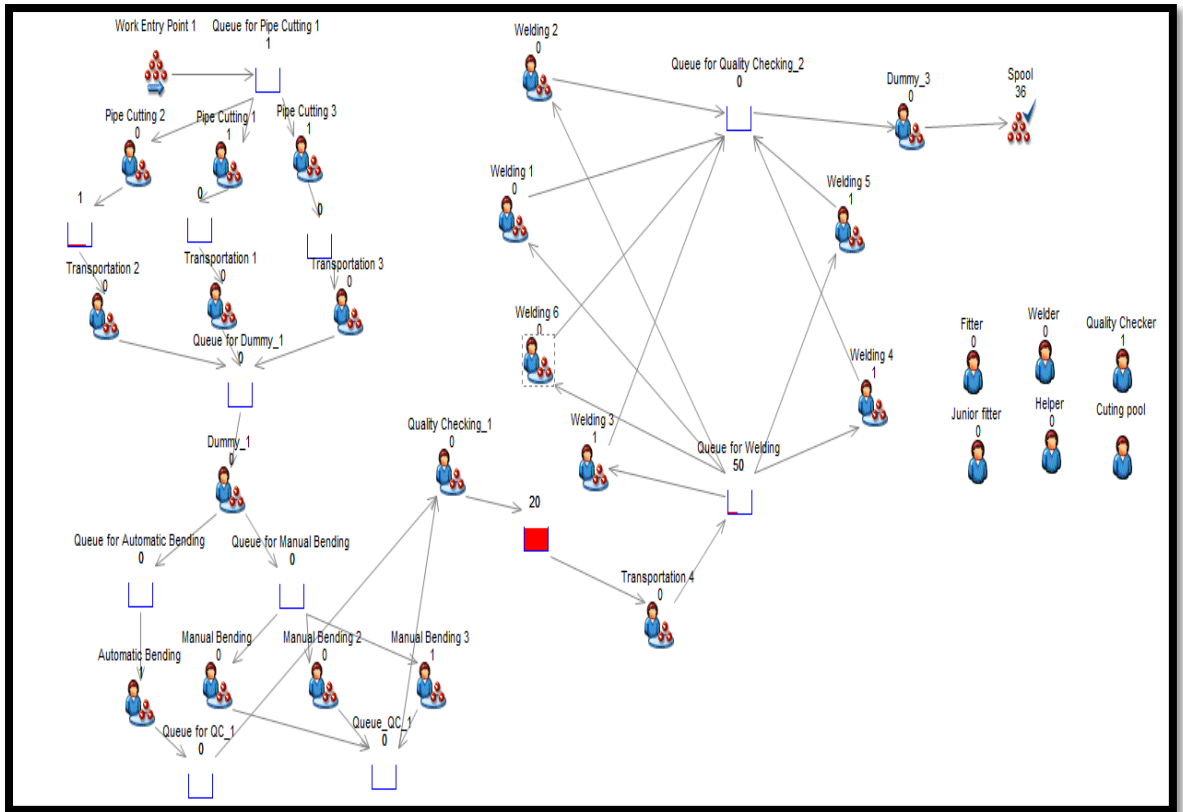 Work Entry Point 1
Queue for Pipe Cutting 1
1
Pipe Cutting 2
0
Pipe Cutting 1
1
Pipe Cutting 3
1
1
0
0
Transportation 2
0
Transportation 1
0
Transportation 3
0
Queue for Dummy_1
0
Dummy_1
0
Queue for Automatic Bending
0
Queue for Manual Bending
0
Automatic Bending
1
Manual Bending
0
Manual Bending 2
0
Manual Bending 3
1
Queue for QC_1
0
Queue_QC_1
0
Quality Checking_1
0
20
Transportation 4
0
Queue for Welding
50
Welding 2
0
Welding 1
0
Welding 6
0
Welding 3
1
Welding 5
1
Welding 4
1
Queue for Quality Checking_2
0
Dummy_3
0
Spool
36
Fitter
0
Welder
0
Quality Checker
1
Junior fitter
0
Helper
0
Cuting pool